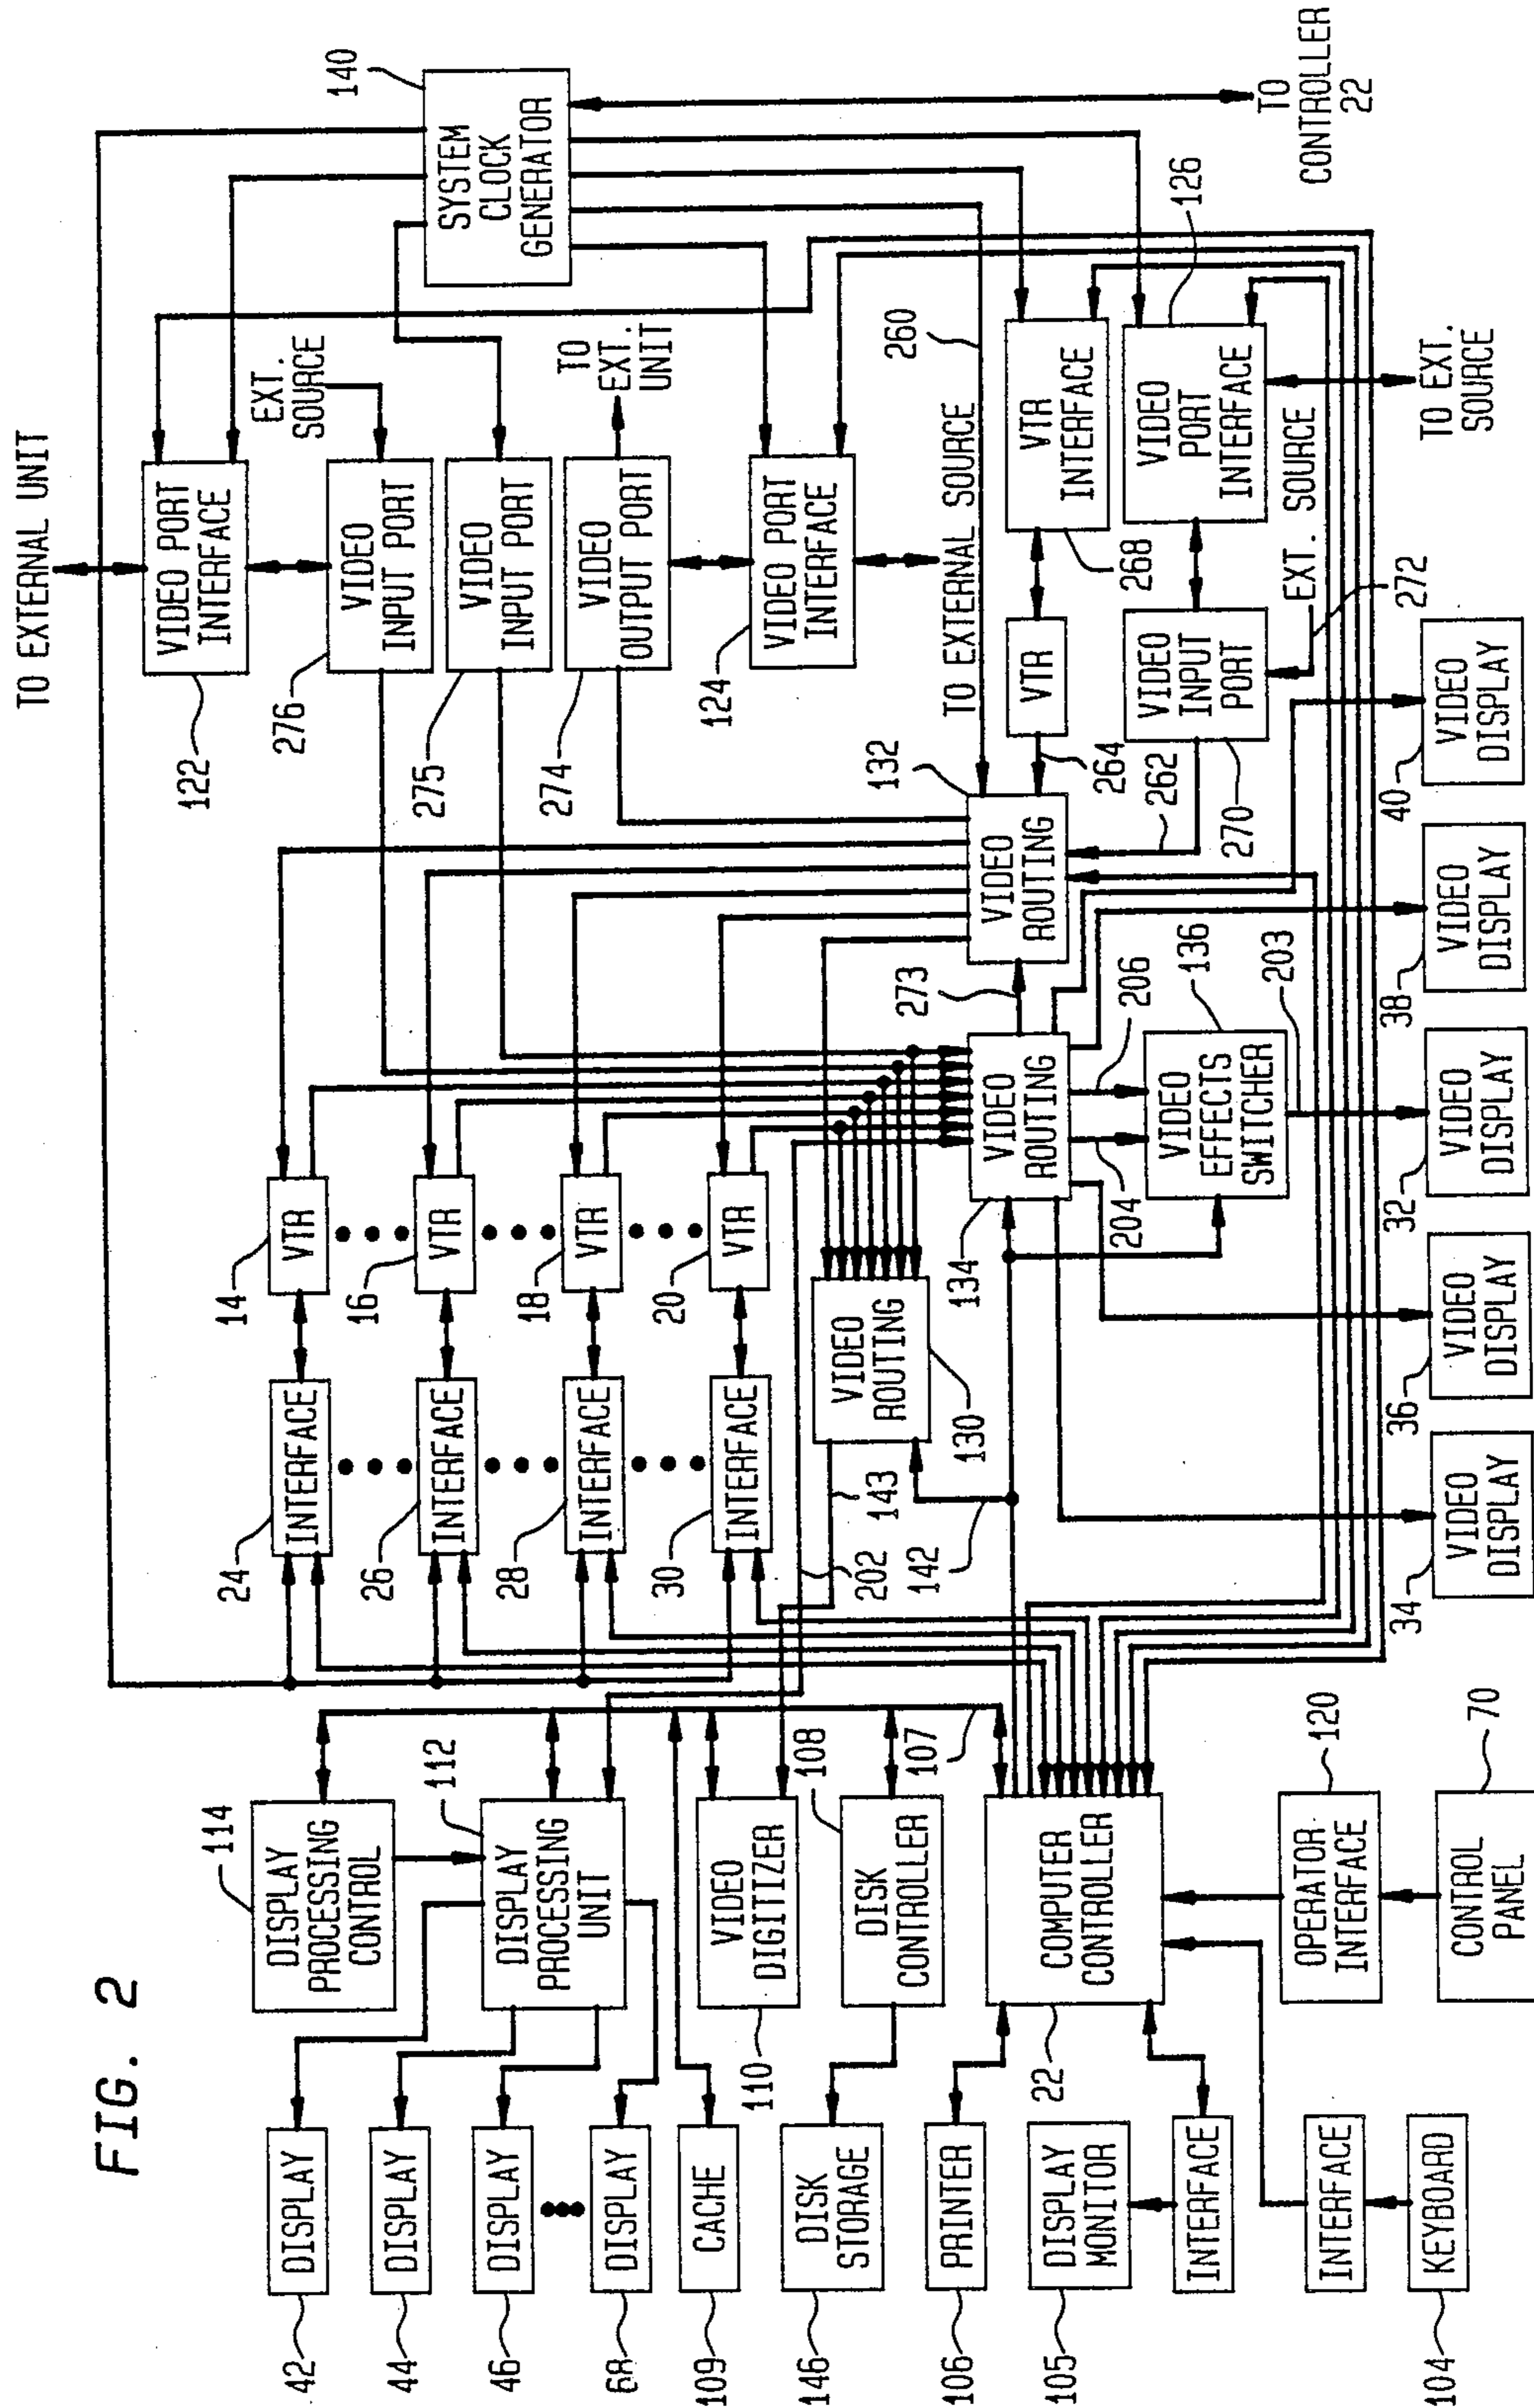 FIG. 2
42
DISPLAY
44
DISPLAY
46
DISPLAY
68
DISPLAY
109
CACHE
146
DISK
STORAGE
106
PRINTER
105
DISPLAY
MONITOR
INTERFACE
INTERFACE
104
KEYBOARD
114
DISPLAY
PROCESSING
CONTROL
112
DISPLAY
PROCESSING
UNIT
VIDEO
DIGITIZER
110
108
DISK
CONTROLLER
107
COMPUTER
CONTROLLER
22
120
OPERATOR
INTERFACE
70
CONTROL
PANEL
24
INTERFACE
26
INTERFACE
28
INTERFACE
30
INTERFACE
14
VTR
16
VTR
18
VTR
20
VTR
202
143
142
VIDEO
ROUTING
130
134
VIDEO
ROUTING
204
206
VIDEO
EFFECTS
SWITCHER
136
203
273
132
VIDEO
ROUTING
34
VIDEO
DISPLAY
36
VIDEO
DISPLAY
32
VIDEO
DISPLAY
38
VIDEO
DISPLAY
40
VIDEO
DISPLAY
TO EXTERNAL UNIT
122
VIDEO PORT
INTERFACE
276
VIDEO
INPUT PORT
EXT.
SOURCE
275
VIDEO
INPUT PORT
274
VIDEO
OUTPUT PORT
TO
EXT.
UNIT
124
VIDEO PORT
INTERFACE
TO EXTERNAL SOURCE
260
264
VTR
262
VTR
INTERFACE
268
270
VIDEO
INPUT
PORT
VIDEO
PORT
INTERFACE
126
EXT. SOURCE
272
TO EXT.
SOURCE
140
SYSTEM
CLOCK
GENERATOR
TO
CONTROLLER
22